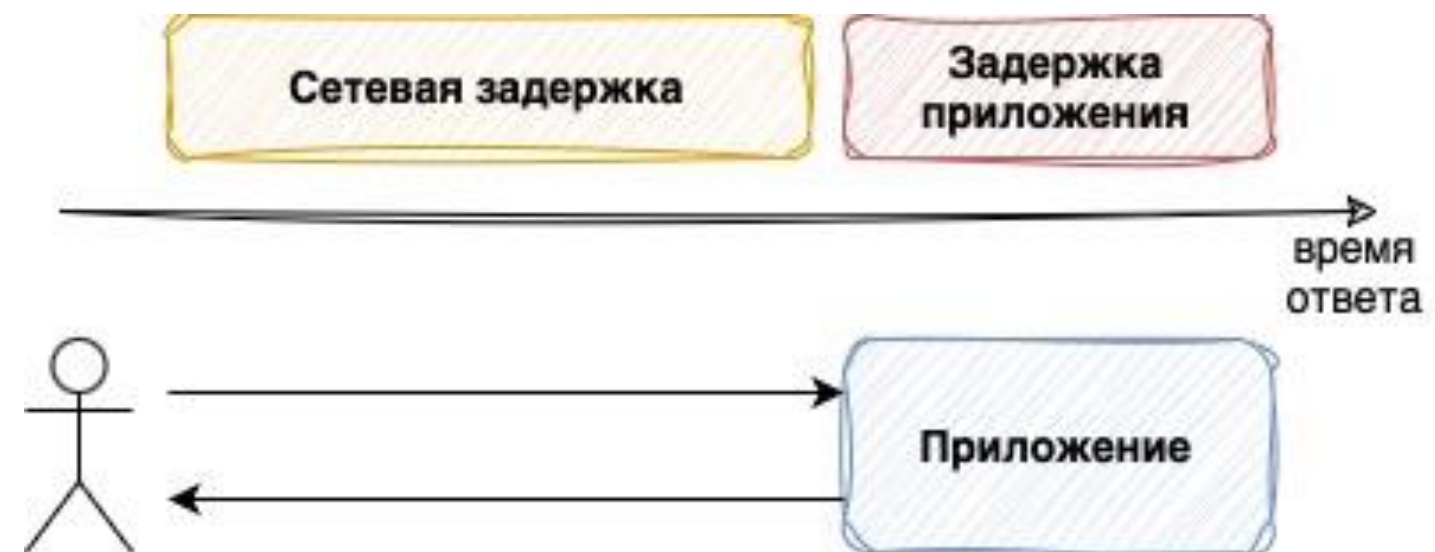 Сетевая задержка
Задержка
приложения
время
ответа
Приложение